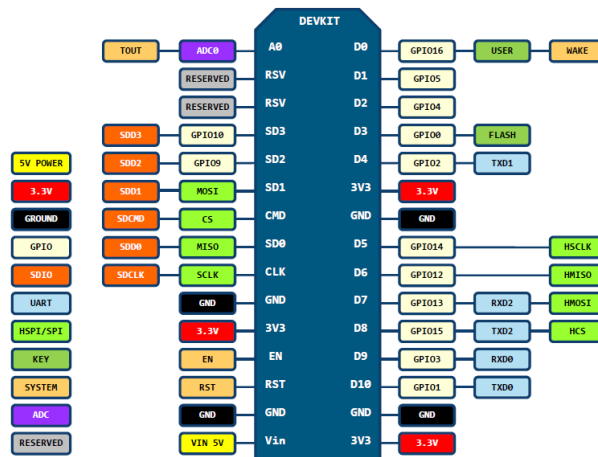 DEVKIT
TOUT ADC0 A0 D0 GPIO16 USER WAKE
RESERVED RSV D1 GPIO5
RESERVED RSV D2 GPIO4
SDD3 GPIO10 SD3 D3 GPIO0 FLASH
5V POWER SDD2 GPIO9 SD2 D4 GPIO2 TXD1
3.3V SDD1 MOSI SD1 3V3 3.3V
GROUND SDCMD CS CMD GND GND
GPIO SDD0 MISO SD0 D5 GPIO14 HSCLK
SDIO SDCLK SCLK CLK D6 GPIO12 HMISO
UART GND GND D7 GPIO13 RXD2 HMOSI
HSPI/SPI 3.3V 3V3 D8 GPIO15 TXD2 HCS
KEY EN EN D9 GPIO3 RXD0
SYSTEM RST RST D10 GPIO1 TXD0
ADC GND GND GND GND
RESERVED VIN 5V Vin 3V3 3.3V